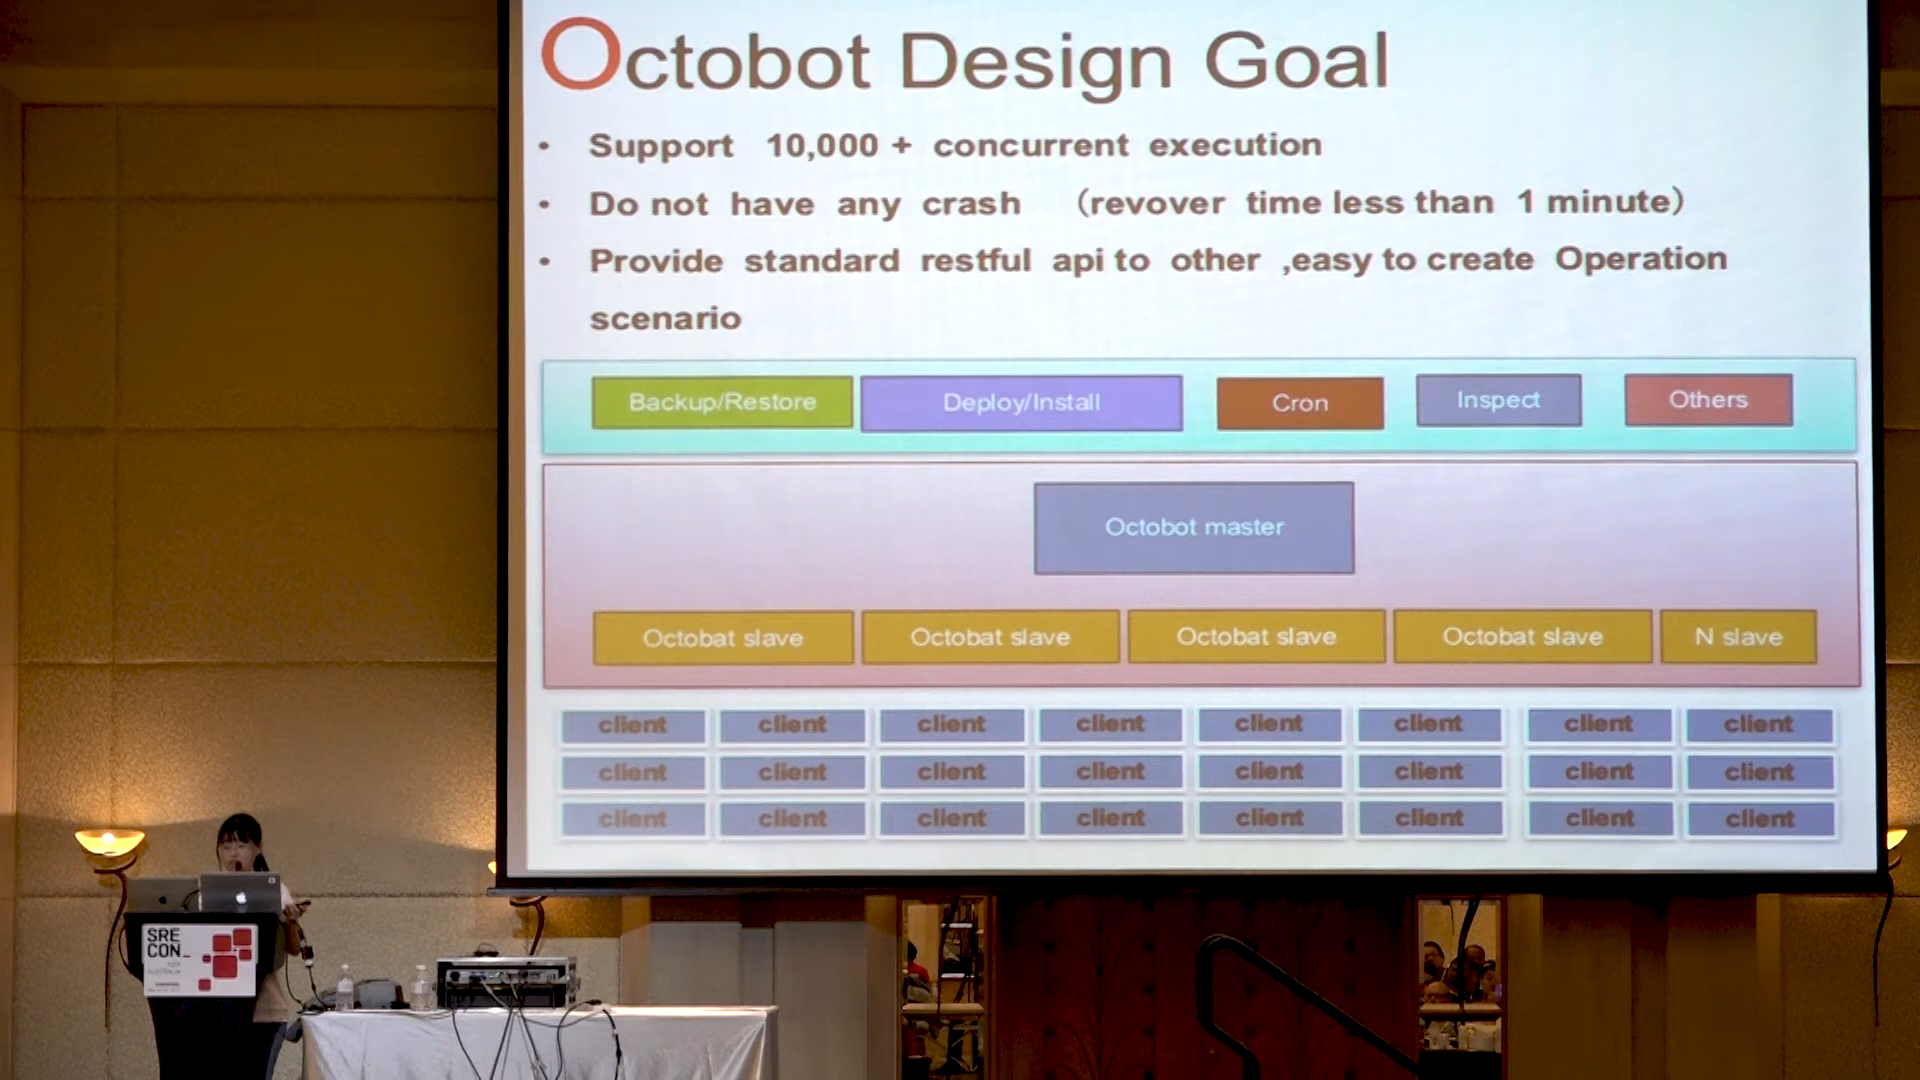 Octobot Design Goal
• Support 10,000 + concurrent execution
• Do not have any crash （revover time less than 1 minute）
• Provide standard restful api to other ,easy to create Operation
scenario
Backup/Restore Deploy/Install Cron Inspect Others
Octobot master
Octobat slave Octobat slave Octobat slave Octobat slave N slave
client client client client client client client client
client client client client client client client client
client client client client client client client client
SRE
CON_
AUSTRALIA